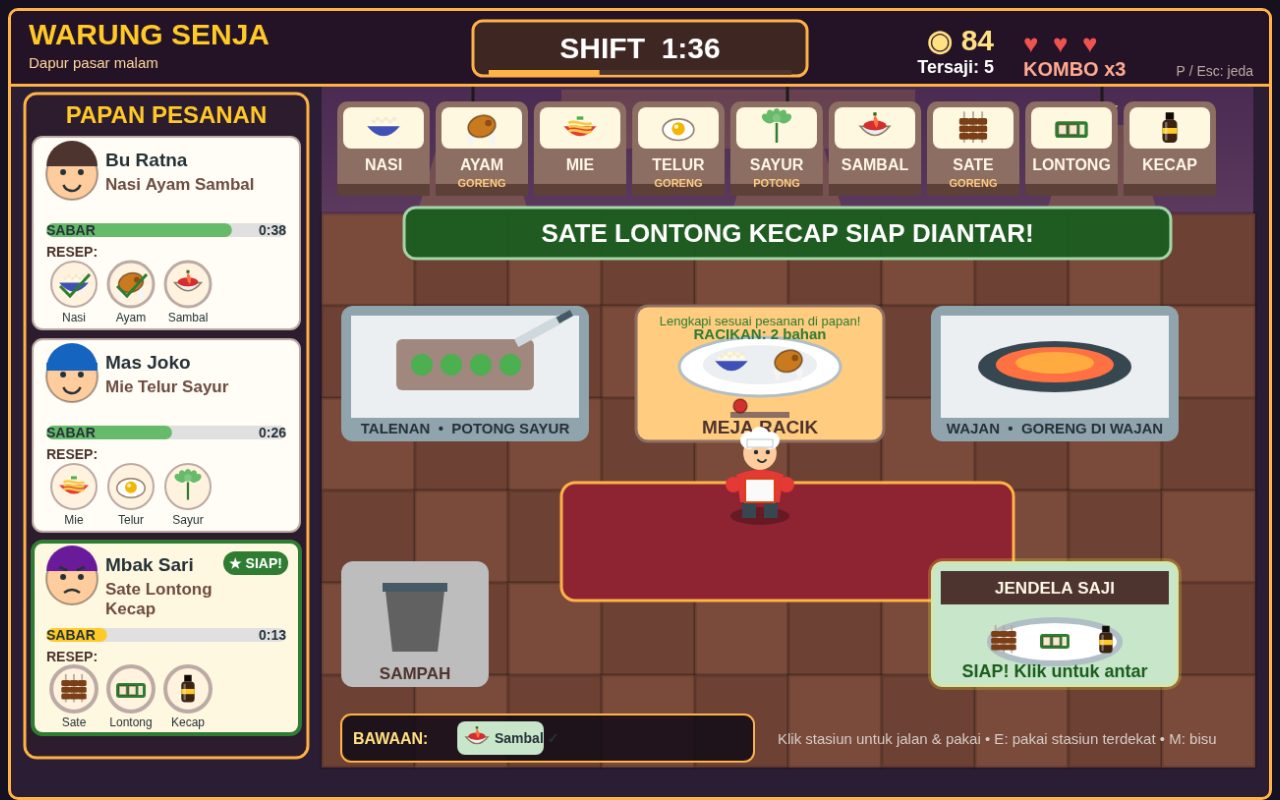 WARUNG SENJA
Dapur pasar malam
SHIFT 1:36
84
Tersaji: 5
KOMBO x3
P / Esc: jeda
PAPAN PESANAN
Bu Ratna
Nasi Ayam Sambal
SABAR 0:38
RESEP:
Nasi Ayam Sambal
Mas Joko
Mie Telur Sayur
SABAR 0:26
RESEP:
Mie Telur Sayur
Mbak Sari
★ SIAP!
Sate Lontong
Kecap
SABAR 0:13
RESEP:
Sate Lontong Kecap
NASI AYAM MIE TELUR SAYUR SAMBAL SATE LONTONG KECAP
GORENG GORENG POTONG GORENG
SATE LONTONG KECAP SIAP DIANTAR!
TALENAN • POTONG SAYUR
Lengkapi sesuai pesanan di papan!
RACIKAN: 2 bahan
MEJA RACIK
WAJAN • GORENG DI WAJAN
SAMPAH
JENDELA SAJI
SIAP! Klik untuk antar
BAWAAN: Sambal ✓
Klik stasiun untuk jalan & pakai • E: pakai stasiun terdekat • M: bisu